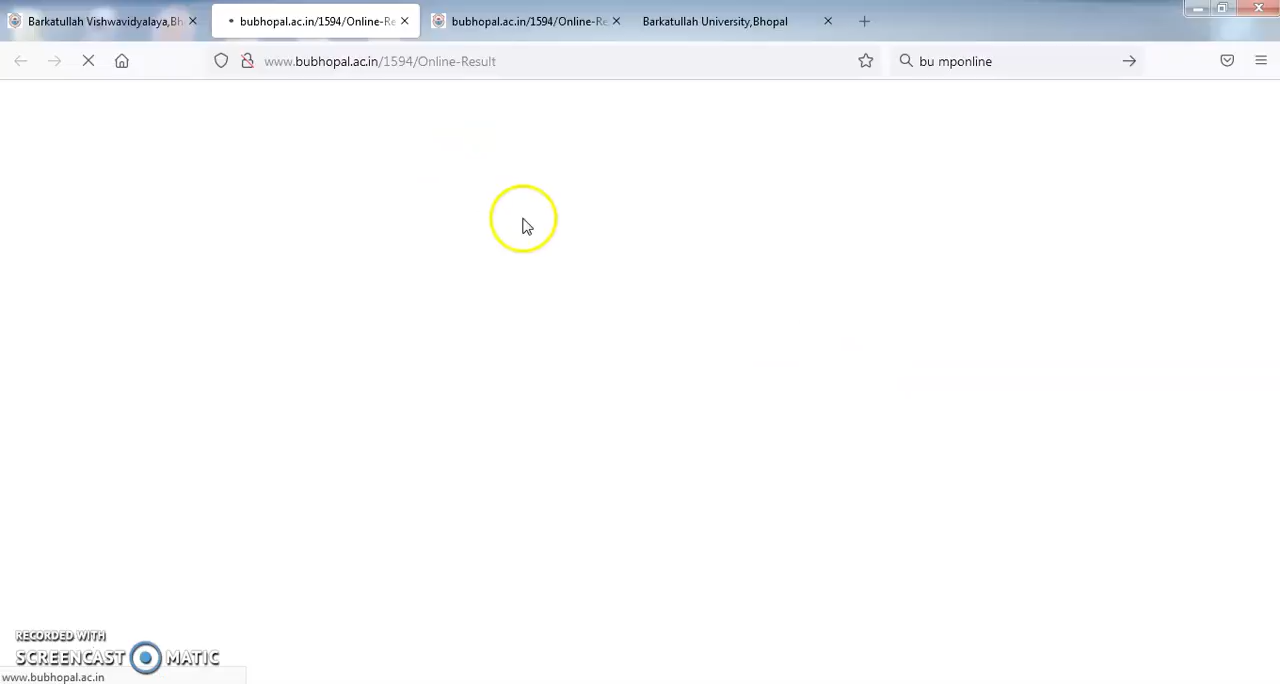 Barkatullah Vishwavidyalaya,Bh
bubhopal.ac.in/1594/Online-Re
bubhopal.ac.in/1594/Online-Re
Barkatullah University,Bhopal
www.bubhopal.ac.in/1594/Online-Result
bu mponline
RECORDED WITH
SCREENCAST MATIC
www.bubhopal.ac.in